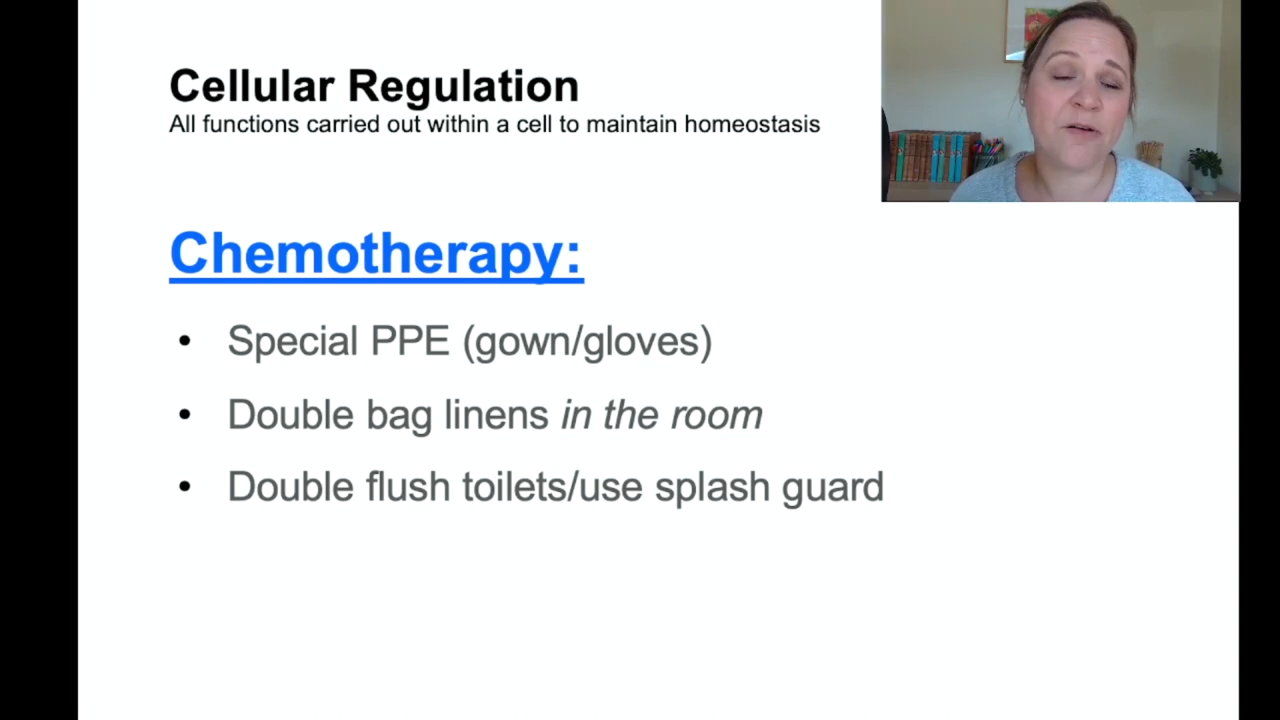 Cellular Regulation
All functions carried out within a cell to maintain homeostasis
Chemotherapy:
• Special PPE (gown/gloves)
• Double bag linens in the room
• Double flush toilets/use splash guard